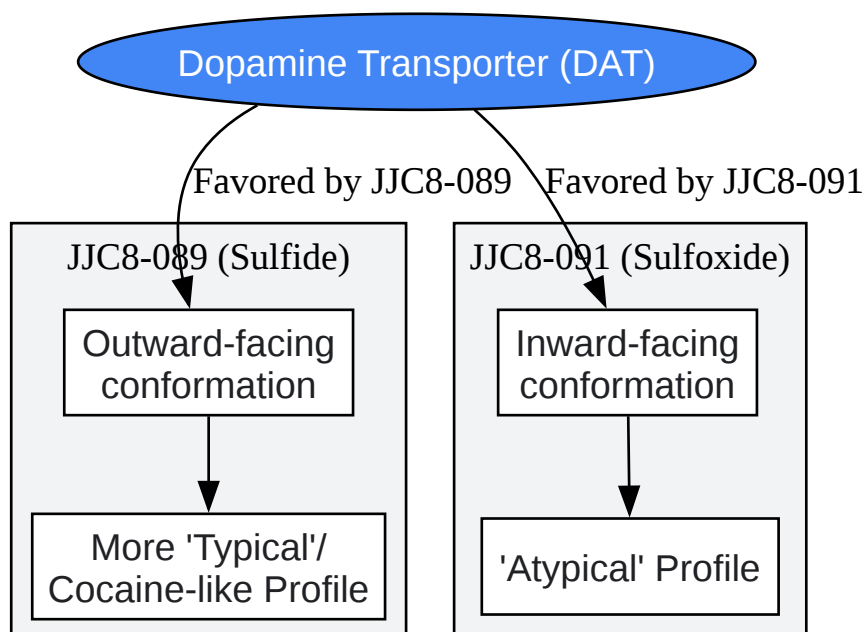 Dopamine Transporter (DAT)
Favored by JJC8-089
Favored by JJC8-091
JJC8-089 (Sulfide)
JJC8-091 (Sulfoxide)
Outward-facing
conformation
Inward-facing
conformation
More 'Typical'/
Cocaine-like Profile
'Atypical' Profile